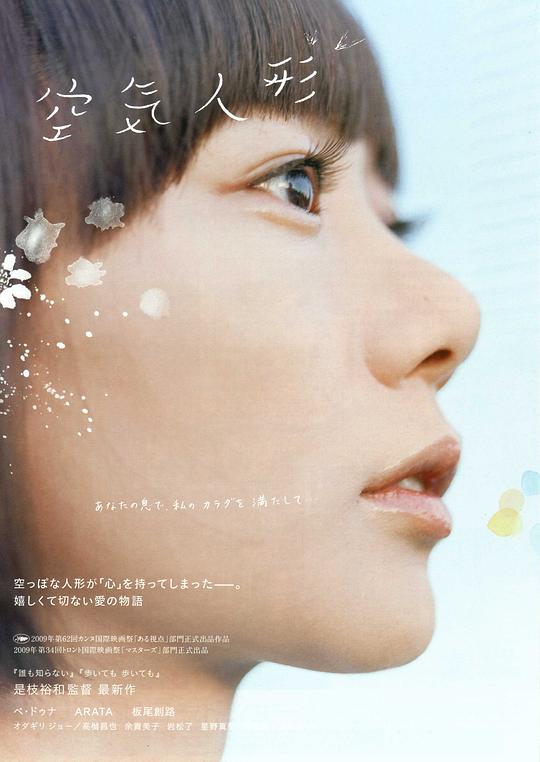 空気人形
あなたの息で、私のカラダを満たして…
空っぽな人形が「心」を持ってしまった——。
嬉しくて切ない愛の物語
2009年第62回カンヌ国際映画祭「ある視点」部門正式出品作品
2009年第34回トロント国際映画祭「マスターズ」部門正式出品
『誰も知らない』『歩いても 歩いても』
是枝裕和監督 最新作
ペ・ドゥナ ARATA 板尾創路
オダギリジョー／高橋昌也 余貴美子 岩松了 星野真里